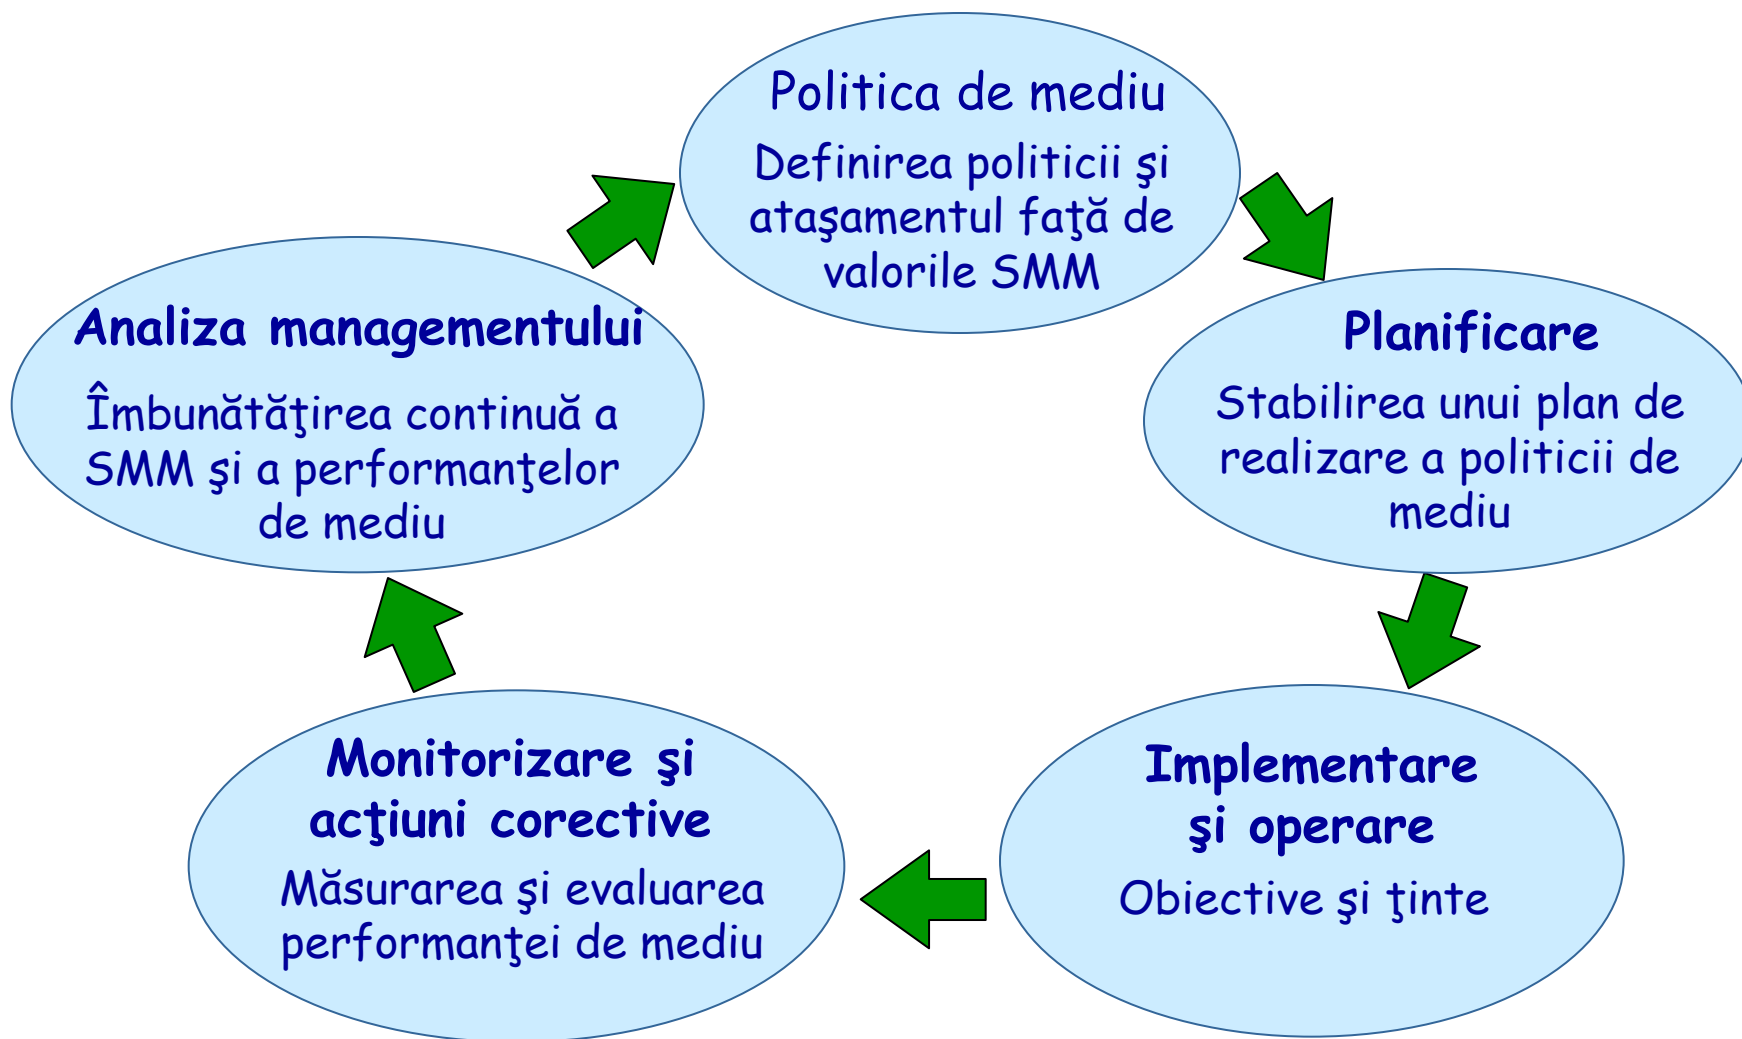 Politica de mediu
Definirea politicii şi
ataşamentul faţă de
valorile SMM
Planificare
Stabilirea unui plan de
realizare a politicii de
mediu
Implementare
şi operare
Obiective şi ţinte
Monitorizare şi
acţiuni corective
Măsurarea şi evaluarea
performanţei de mediu
Analiza managementului
Îmbunătăţirea continuă a
SMM şi a performanţelor
de mediu